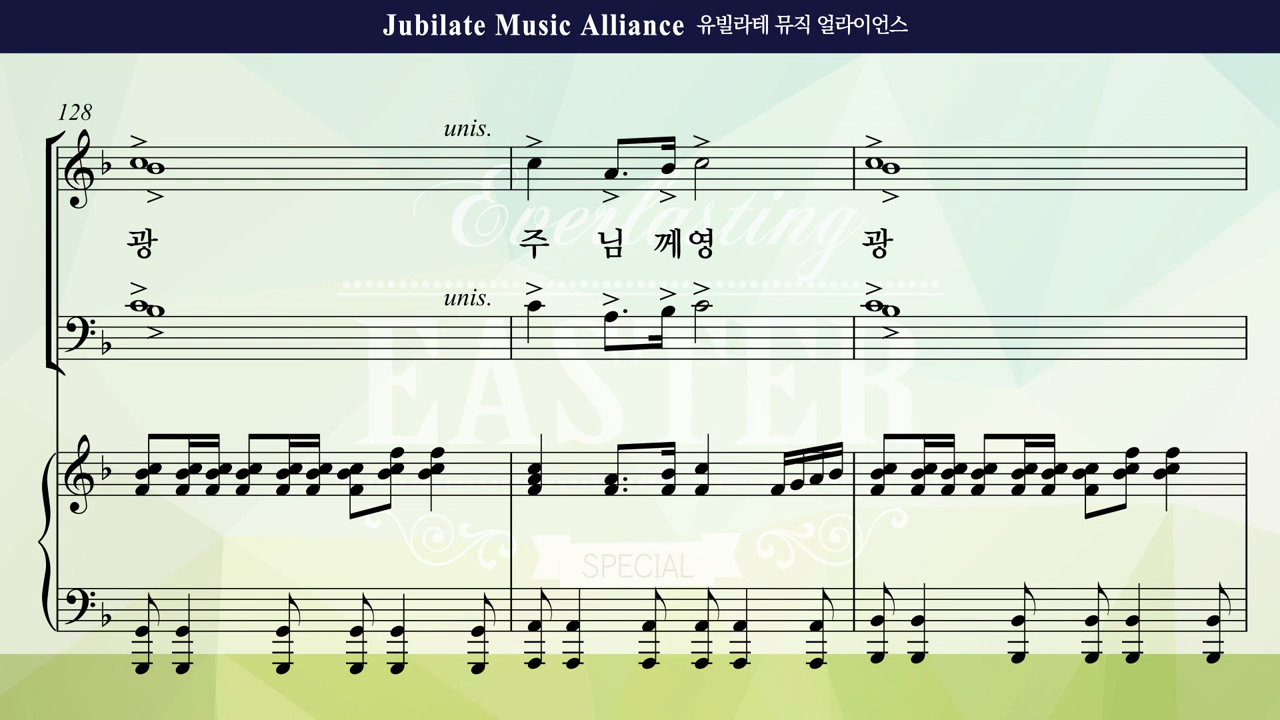 Jubilate Music Alliance 유빌라테 뮤직 얼라이언스
128
unis.
광 주 님 께 영 광
unis.
Everlasting
EASTER
SPECIAL